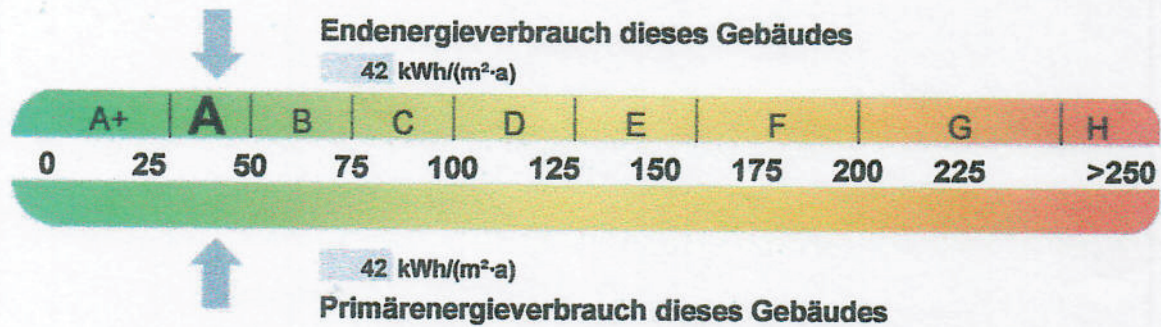 Endenergieverbrauch dieses Gebäudes
42 kWh/(m²·a)
A+ A B C D E F G H
0 25 50 75 100 125 150 175 200 225 >250
42 kWh/(m²·a)
Primärenergieverbrauch dieses Gebäudes